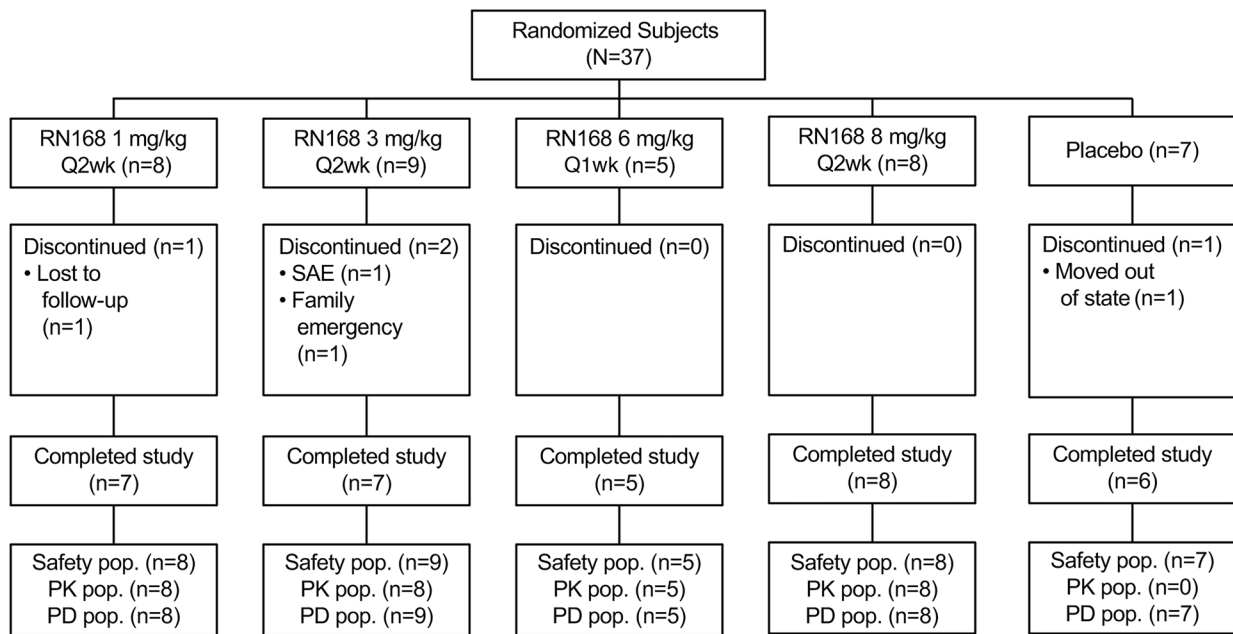 Randomized Subjects
(N=37)
RN168 1 mg/kg
Q2wk (n=8)
RN168 3 mg/kg
Q2wk (n=9)
RN168 6 mg/kg
Q1wk (n=5)
RN168 8 mg/kg
Q2wk (n=8)
Placebo (n=7)
Discontinued (n=1)
• Lost to
follow-up
(n=1)
Discontinued (n=2)
• SAE (n=1)
• Family
emergency
(n=1)
Discontinued (n=0)
Discontinued (n=0)
Discontinued (n=1)
• Moved out
of state (n=1)
Completed study
(n=7)
Completed study
(n=7)
Completed study
(n=5)
Completed study
(n=8)
Completed study
(n=6)
Safety pop. (n=8)
PK pop. (n=8)
PD pop. (n=8)
Safety pop. (n=9)
PK pop. (n=8)
PD pop. (n=9)
Safety pop. (n=5)
PK pop. (n=5)
PD pop. (n=5)
Safety pop. (n=8)
PK pop. (n=8)
PD pop. (n=8)
Safety pop. (n=7)
PK pop. (n=0)
PD pop. (n=7)